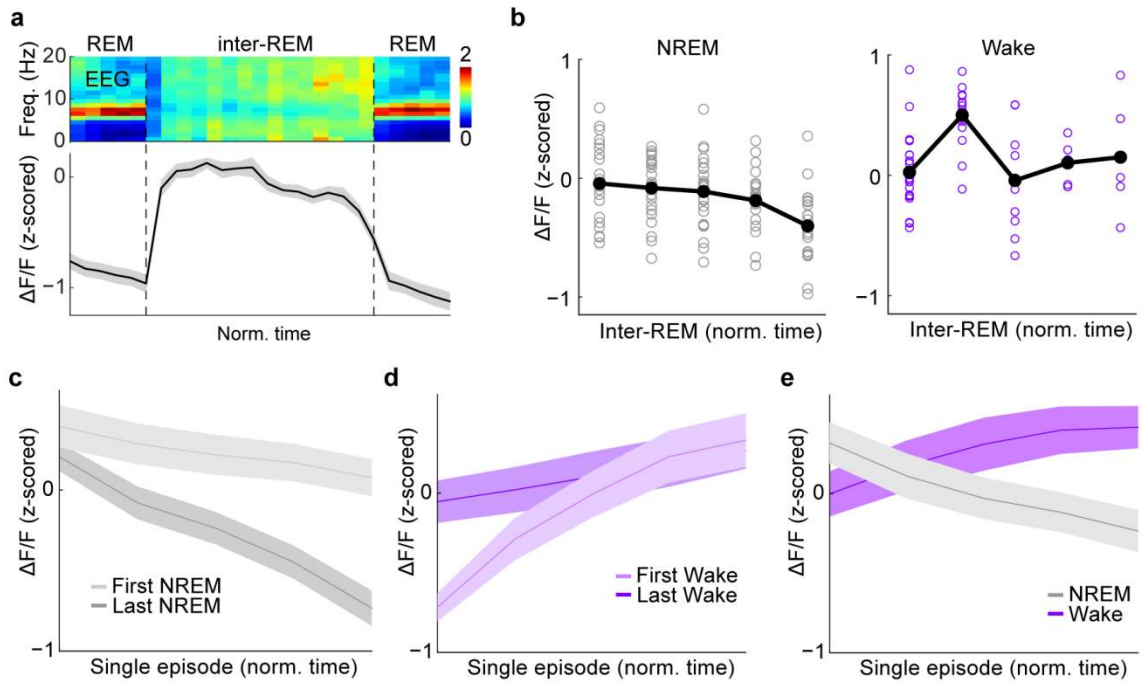 a
REM inter-REM REM
Freq. (Hz)
20
10
0
EEG
2
0
ΔF/F (z-scored)
0
−1
Norm. time
b
NREM
ΔF/F (z-scored)
1
0
−1
Inter-REM (norm. time)
Wake
1
0
−1
Inter-REM (norm. time)
c
ΔF/F (z-scored)
0
−1
First NREM
Last NREM
Single episode (norm. time)
d
ΔF/F (z-scored)
0
−1
First Wake
Last Wake
Single episode (norm. time)
e
ΔF/F (z-scored)
0
−1
NREM
Wake
Single episode (norm. time)